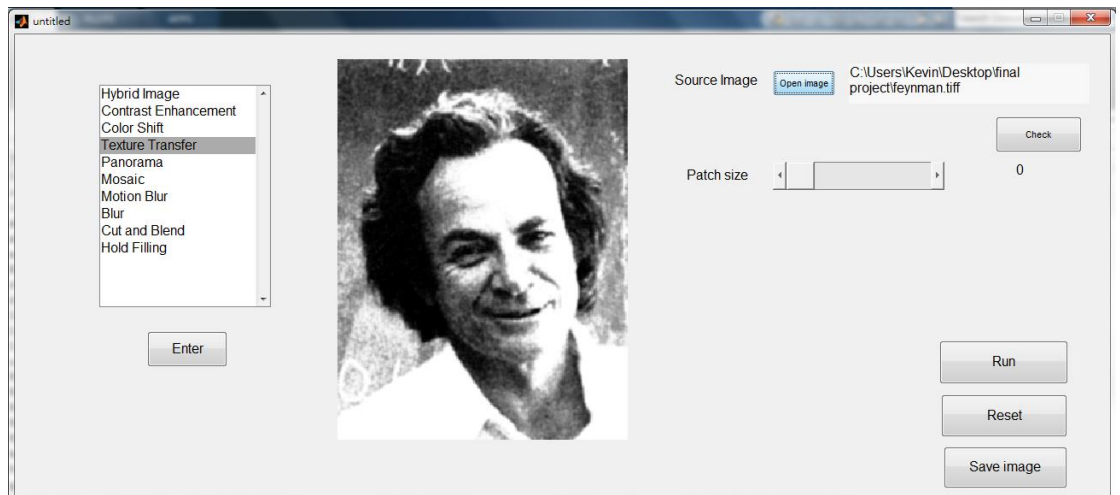 untitled
Hybrid Image
Contrast Enhancement
Color Shift
Texture Transfer
Panorama
Mosaic
Motion Blur
Blur
Cut and Blend
Hold Filling
Enter
Source Image
Open image
C:\Users\Kevin\Desktop\final
project\feynman.tiff
Check
Patch size
0
Run
Reset
Save image